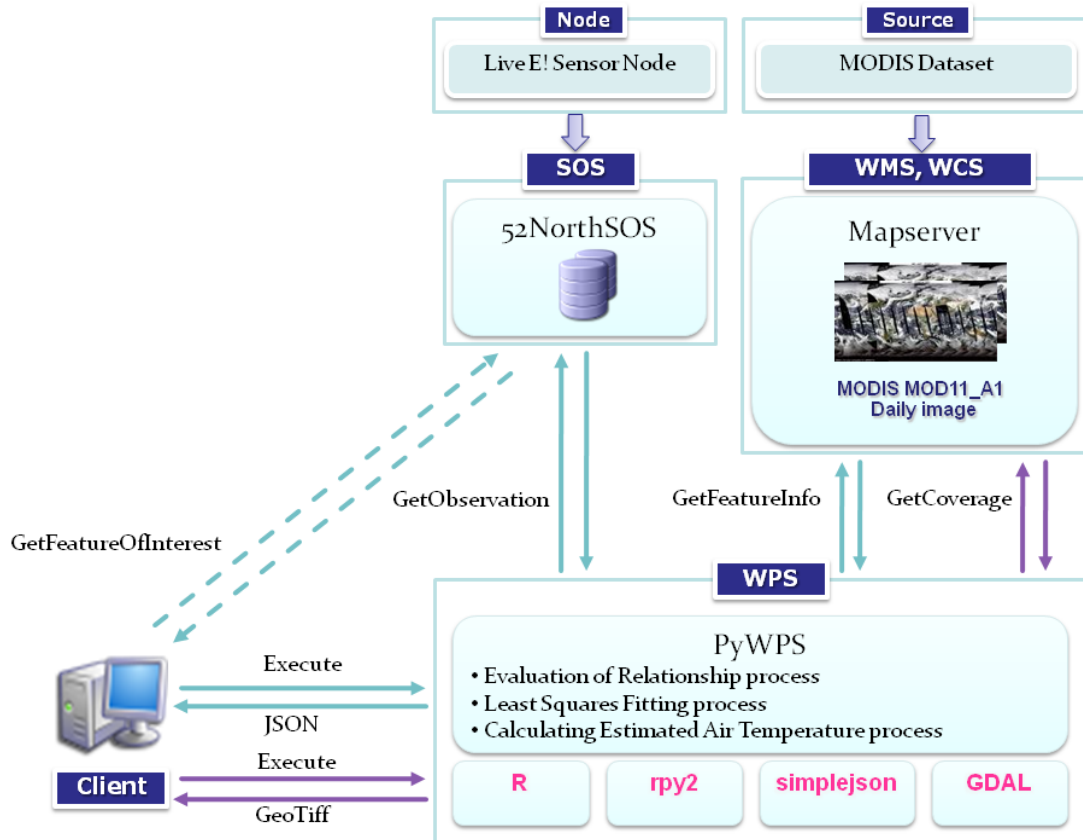 Node
Live E! Sensor Node
Source
MODIS Dataset
SOS
52NorthSOS
WMS, WCS
Mapserver
MODIS MOD11_A1
Daily image
GetFeatureOfInterest
GetObservation
GetFeatureInfo
GetCoverage
WPS
PyWPS
• Evaluation of Relationship process
• Least Squares Fitting process
• Calculating Estimated Air Temperature process
R
rpy2
simplejson
GDAL
Execute
JSON
Execute
GeoTiff
Client